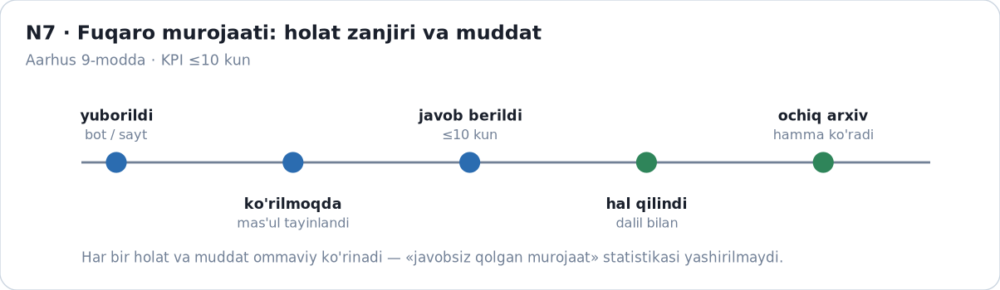 N7 · Fuqaro murojaati: holat zanjiri va muddat
Aarhus 9-modda · KPI ≤10 kun
yuborildi
bot / sayt
ko'rilmoqda
mas'ul tayinlandi
javob berildi
≤10 kun
hal qilindi
dalil bilan
ochiq arxiv
hamma ko'radi
Har bir holat va muddat ommaviy ko'rinadi — «javobsiz qolgan murojaat» statistikasi yashirilmaydi.